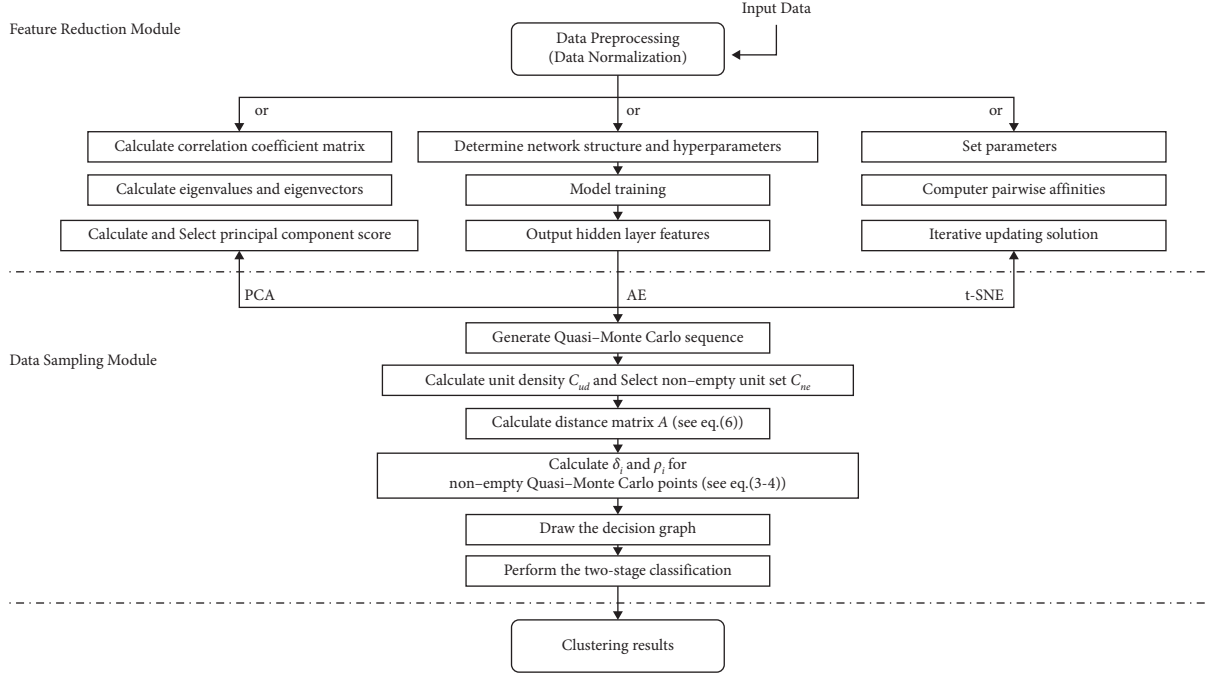 Input Data
Feature Reduction Module
Data Preprocessing
(Data Normalization)
or
or
or
Calculate correlation coefficient matrix
Determine network structure and hyperparameters
Set parameters
Calculate eigenvalues and eigenvectors
Model training
Computer pairwise affinities
Calculate and Select principal component score
Output hidden layer features
Iterative updating solution
PCA
AE
t-SNE
Generate Quasi–Monte Carlo sequence
Data Sampling Module
Calculate unit density C_ud and Select non–empty unit set C_ne
Calculate distance matrix A (see eq.(6))
Calculate δ_i and ρ_i for
non–empty Quasi–Monte Carlo points (see eq.(3-4))
Draw the decision graph
Perform the two-stage classification
Clustering results